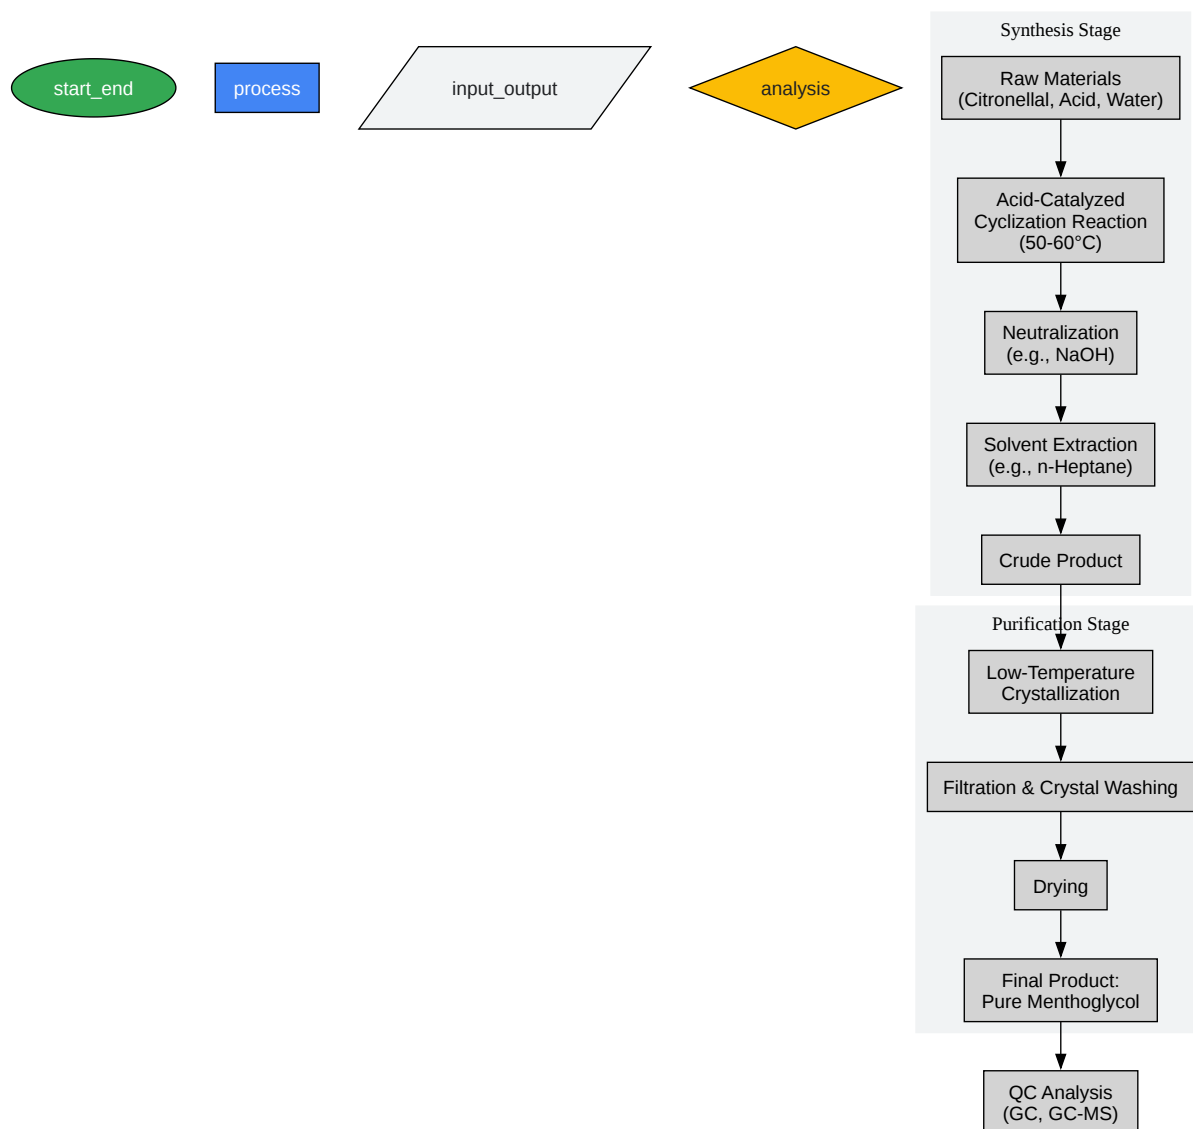 start_end
process
input_output
analysis
Synthesis Stage
Raw Materials
(Citronellal, Acid, Water)
Acid-Catalyzed
Cyclization Reaction
(50-60°C)
Neutralization
(e.g., NaOH)
Solvent Extraction
(e.g., n-Heptane)
Crude Product
Purification Stage
Low-Temperature
Crystallization
Filtration & Crystal Washing
Drying
Final Product:
Pure Menthoglycol
QC Analysis
(GC, GC-MS)